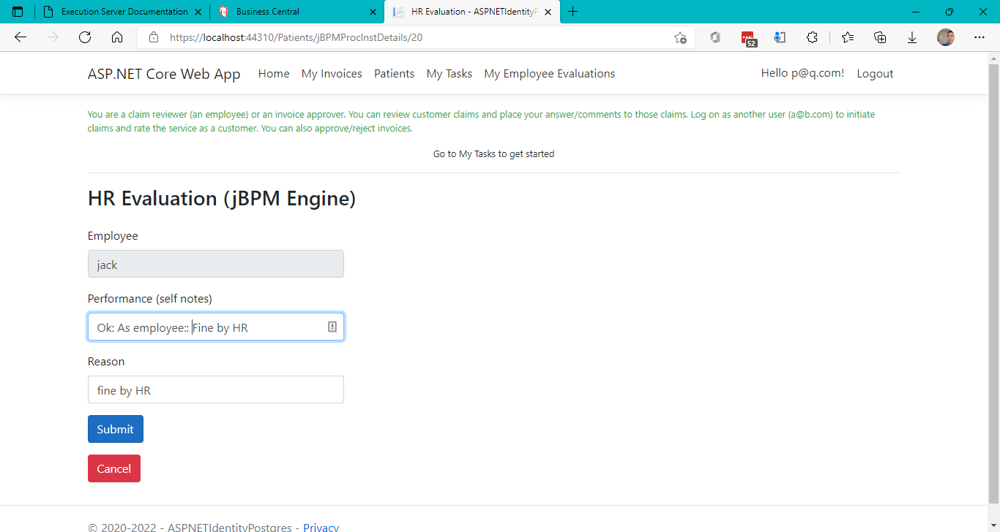 Execution Server Documentation
Business Central
HR Evaluation - ASPNETIdentityP
https://localhost:44310/Patients/jBPMProcInstDetails/20
52
ASP.NET Core Web App Home My Invoices Patients My Tasks My Employee Evaluations Hello p@q.com! Logout
You are a claim reviewer (an employee) or an invoice approver. You can review customer claims and place your answer/comments to those claims. Log on as another user (a@b.com) to initiate
claims and rate the service as a customer. You can also approve/reject invoices.
Go to My Tasks to get started
HR Evaluation (jBPM Engine)
Employee
jack
Performance (self notes)
Ok: As employee:: Fine by HR
Reason
fine by HR
Submit
Cancel
© 2020-2022 - ASPNETIdentityPostgres - Privacy